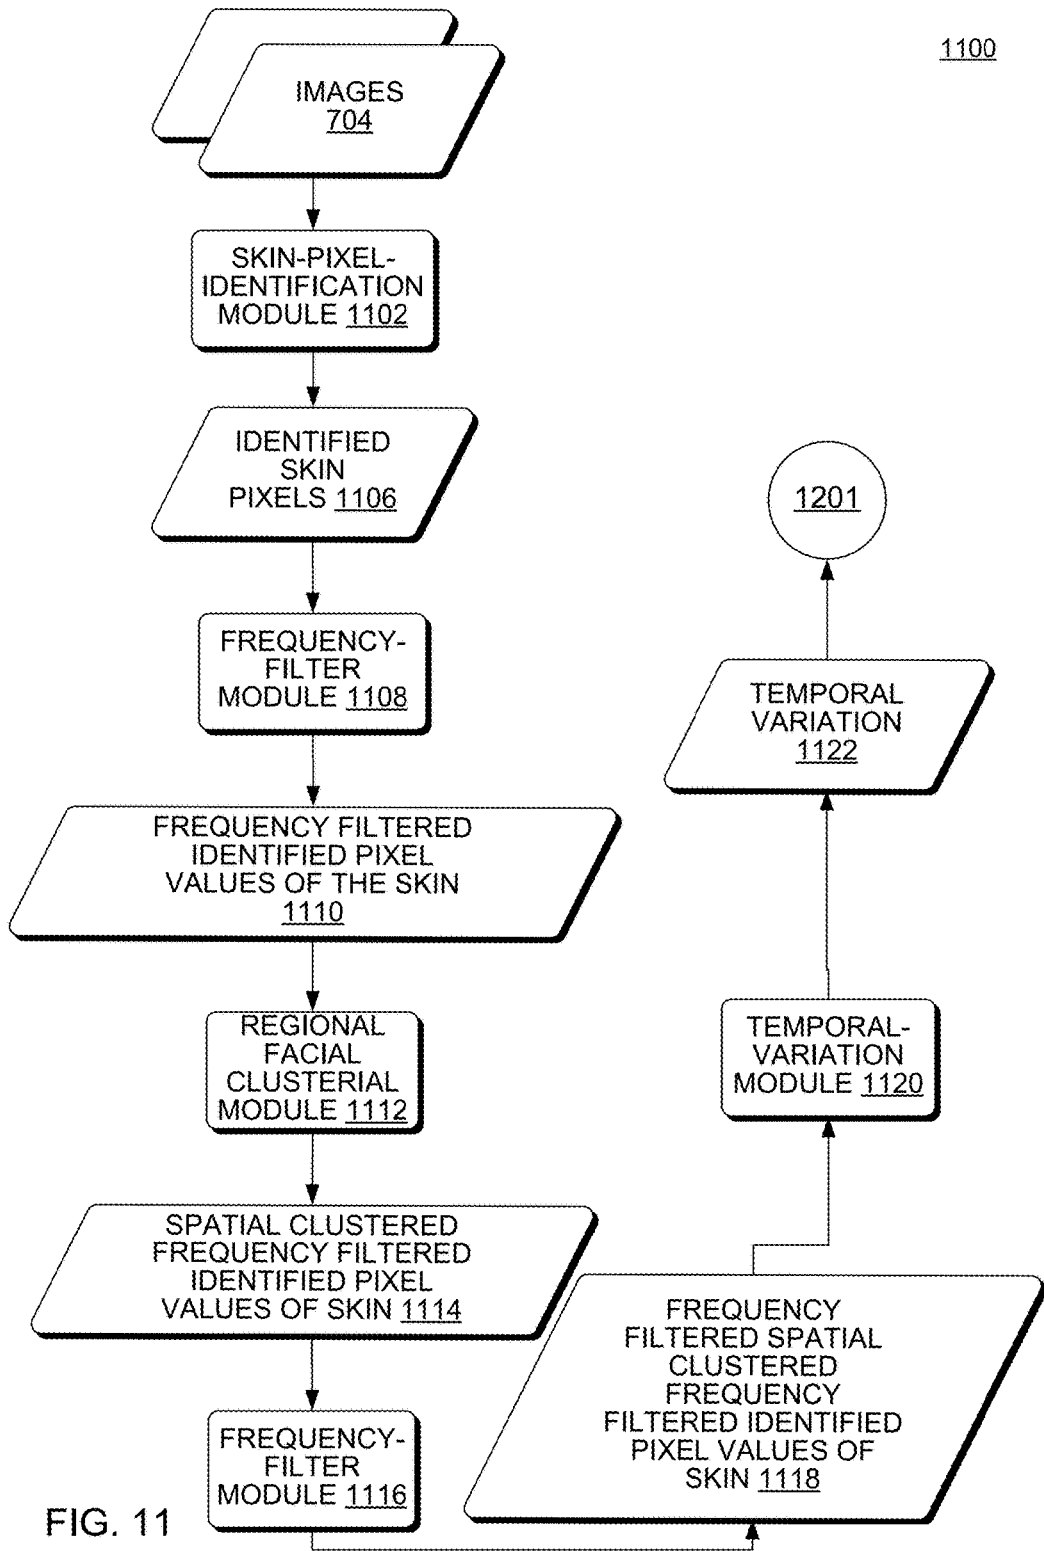 1100
IMAGES
704
SKIN-PIXEL-
IDENTIFICATION
MODULE 1102
IDENTIFIED
SKIN
PIXELS 1106
FREQUENCY-
FILTER
MODULE 1108
FREQUENCY FILTERED
IDENTIFIED PIXEL
VALUES OF THE SKIN
1110
REGIONAL
FACIAL
CLUSTERIAL
MODULE 1112
SPATIAL CLUSTERED
FREQUENCY FILTERED
IDENTIFIED PIXEL
VALUES OF SKIN 1114
FREQUENCY-
FILTER
MODULE 1116
FREQUENCY
FILTERED SPATIAL
CLUSTERED
FREQUENCY
FILTERED IDENTIFIED
PIXEL VALUES OF
SKIN 1118
TEMPORAL-
VARIATION
MODULE 1120
TEMPORAL
VARIATION
1122
1201
FIG. 11